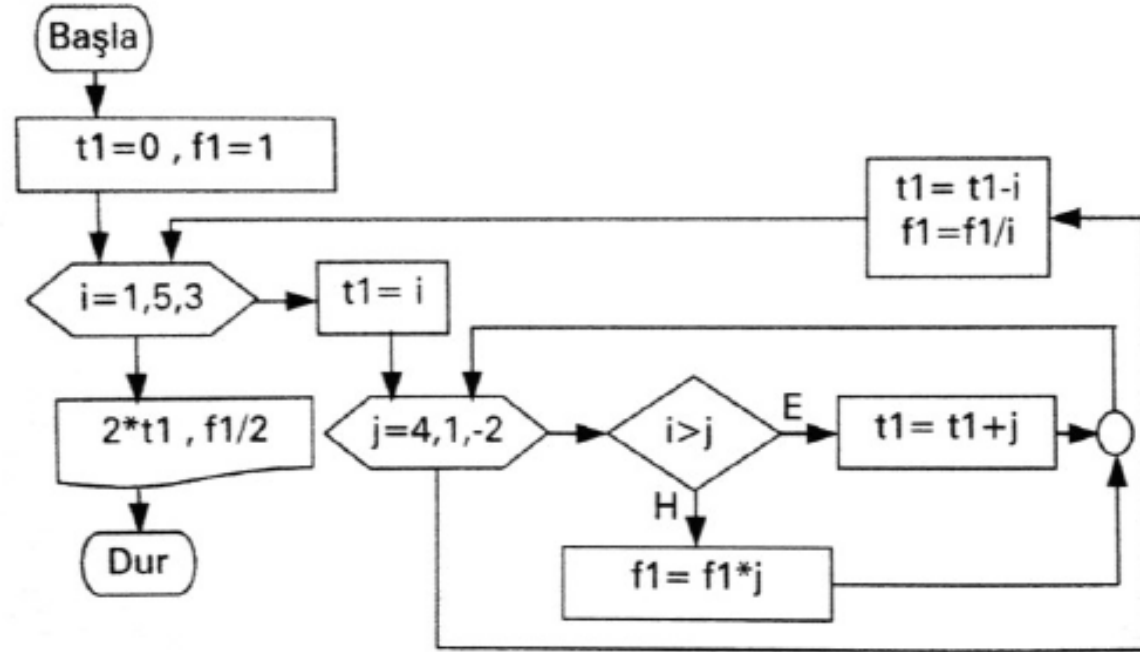 Başla
t1=0 , f1=1
t1= t1-i
f1=f1/i
i=1,5,3
t1= i
2*t1 , f1/2
j=4,1,-2
i>j
E
t1= t1+j
H
f1= f1*j
Dur